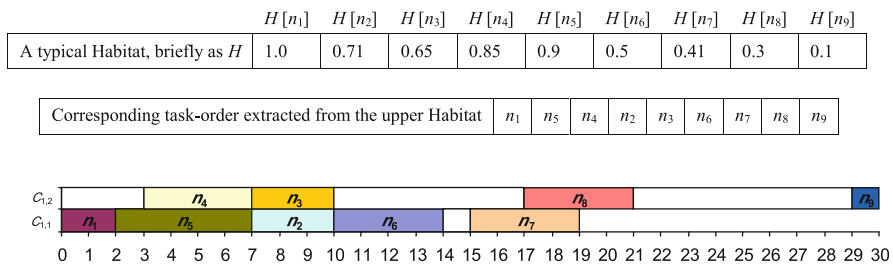 H [n₁] H [n₂] H [n₃] H [n₄] H [n₅] H [n₆] H [n₇] H [n₈] H [n₉]
A typical Habitat, briefly as H 1.0 0.71 0.65 0.85 0.9 0.5 0.41 0.3 0.1
Corresponding task-order extracted from the upper Habitat n₁ n₅ n₄ n₂ n₃ n₆ n₇ n₈ n₉
C₁,₂ n₄ n₃ n₈ n₉
C₁,₁ n₁ n₅ n₂ n₆ n₇
0 1 2 3 4 5 6 7 8 9 10 11 12 13 14 15 16 17 18 19 20 21 22 23 24 25 26 27 28 29 30